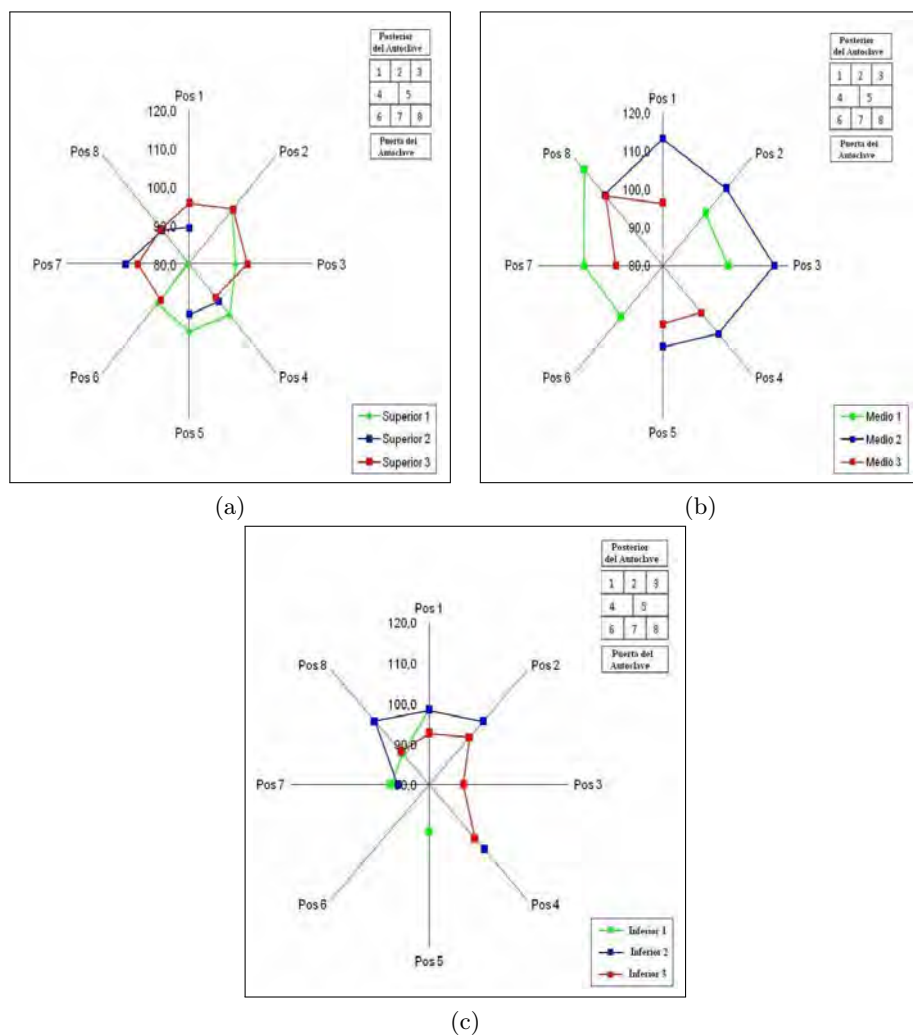 Posterior
del Autoclave
1 2 3
4 5
6 7 8
Puerta del
Autoclave
Pos 1
120,0
110,0
100,0
90,0
80,0
Pos 2
Pos 3
Pos 4
Pos 5
Pos 6
Pos 7
Pos 8
Superior 1
Superior 2
Superior 3
(a)
Posterior
del Autoclave
1 2 3
4 5
6 7 8
Puerta del
Autoclave
Pos 1
120,0
110,0
100,0
90,0
80,0
Pos 2
Pos 3
Pos 4
Pos 5
Pos 6
Pos 7
Pos 8
Medio 1
Medio 2
Medio 3
(b)
Posterior
del Autoclave
1 2 3
4 5
6 7 8
Puerta del
Autoclave
Pos 1
120,0
110,0
100,0
90,0
80,0
Pos 2
Pos 3
Pos 4
Pos 5
Pos 6
Pos 7
Pos 8
Inferior 1
Inferior 2
Inferior 3
(c)